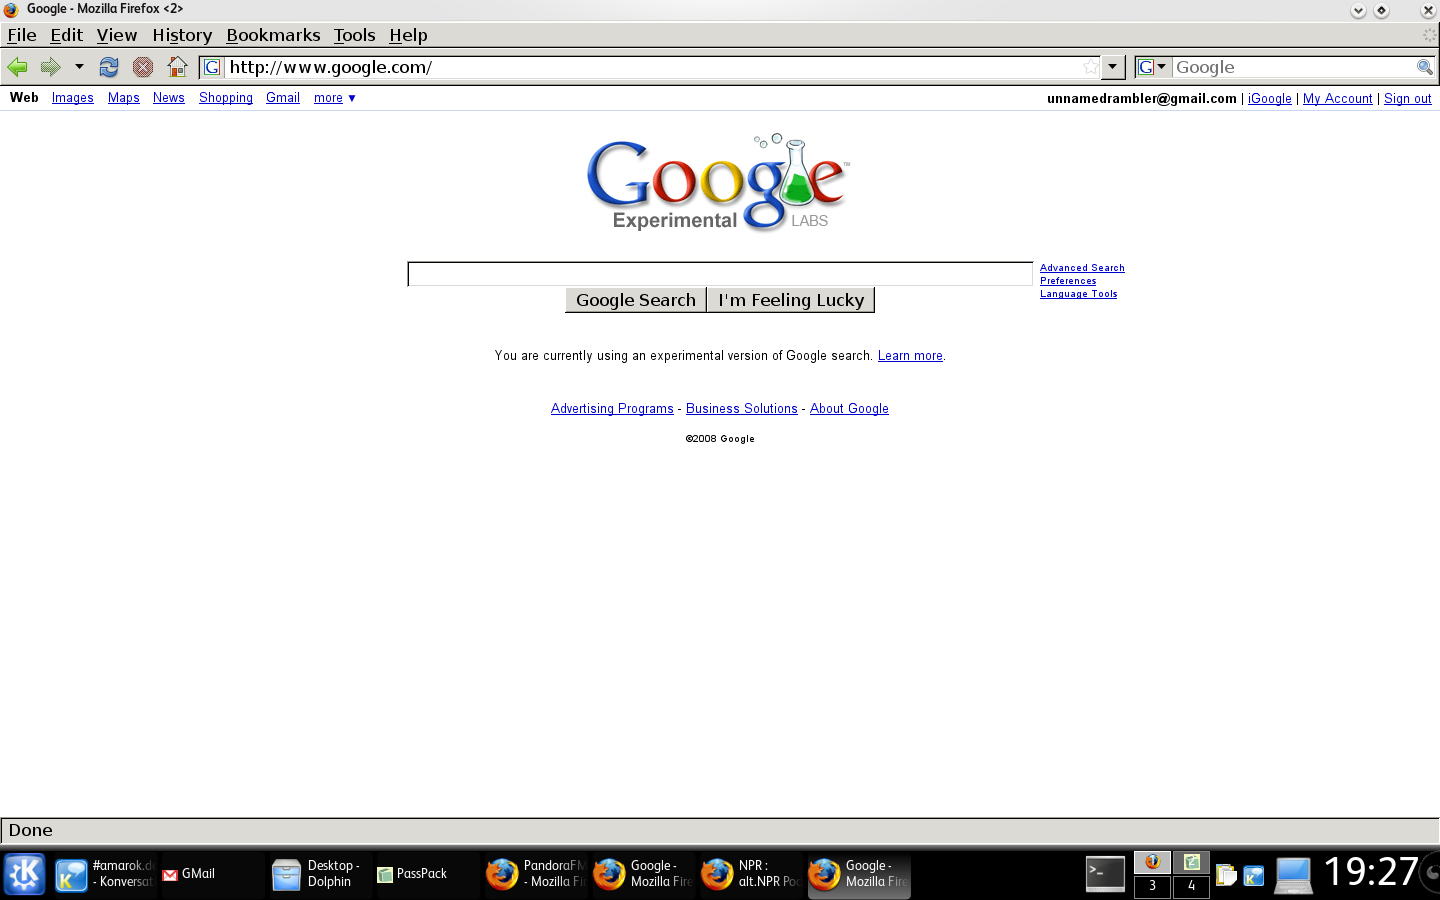 Google - Mozilla Firefox <2>
File Edit View History Bookmarks Tools Help
http://www.google.com/
Google
Web Images Maps News Shopping Gmail more ▼
unnamedrambler@gmail.com | iGoogle | My Account | Sign out
Google™
Experimental LABS
Advanced Search
Preferences
Language Tools
Google Search I'm Feeling Lucky
You are currently using an experimental version of Google search. Learn more.
Advertising Programs - Business Solutions - About Google
©2008 Google
Done
#amarok.de
- Konversat
GMail
Desktop -
Dolphin
PassPack
PandoraFM
- Mozilla Fir
Google -
Mozilla Fire
NPR :
alt.NPR Pod
Google -
Mozilla Fire
3 4
19:27